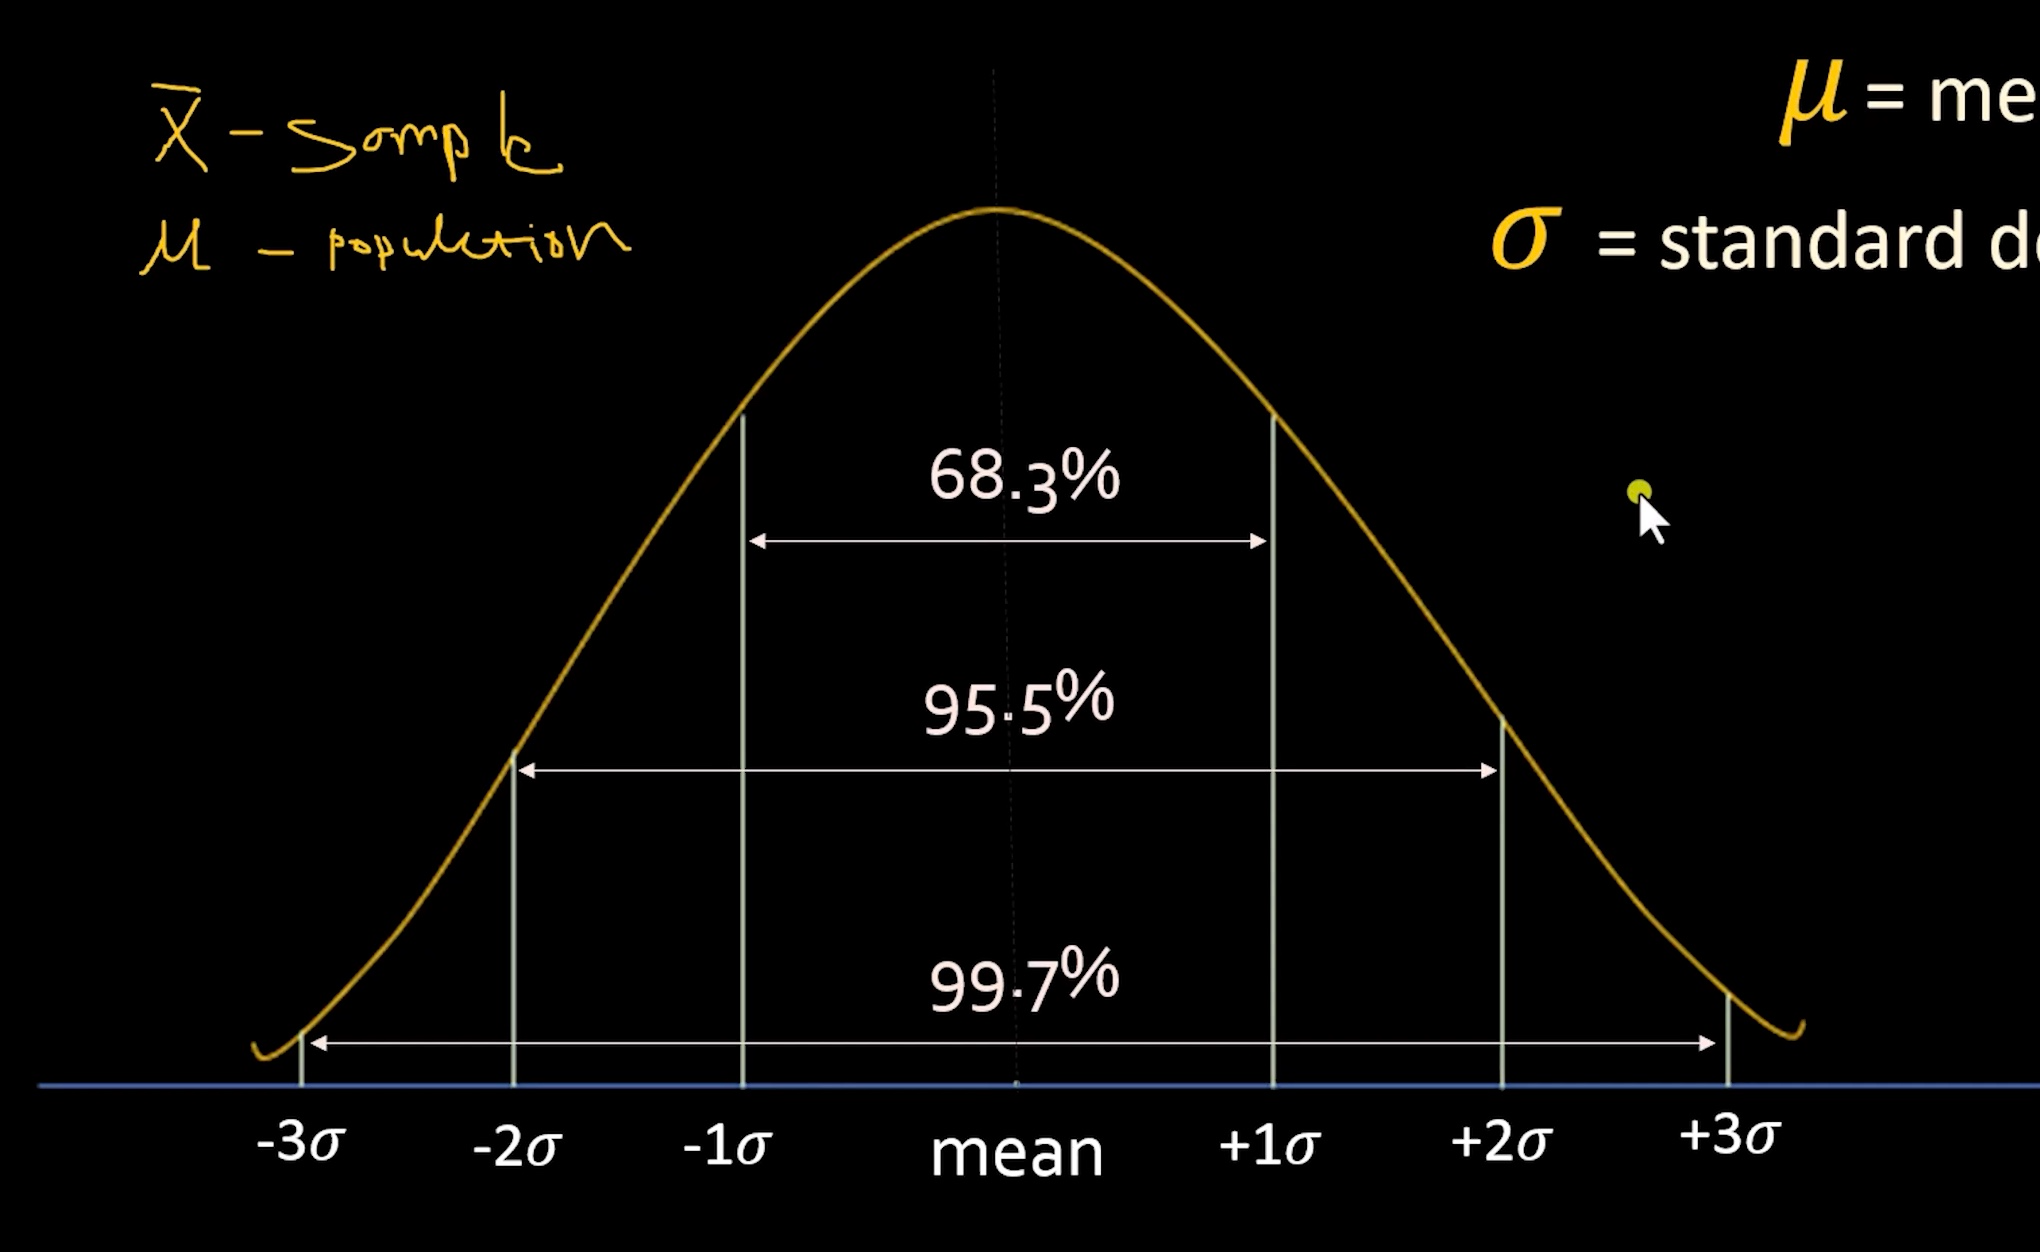 X̄ - Sample
μ - population
μ = me
σ = standard de
68.3%
95.5%
99.7%
-3σ -2σ -1σ mean +1σ +2σ +3σ